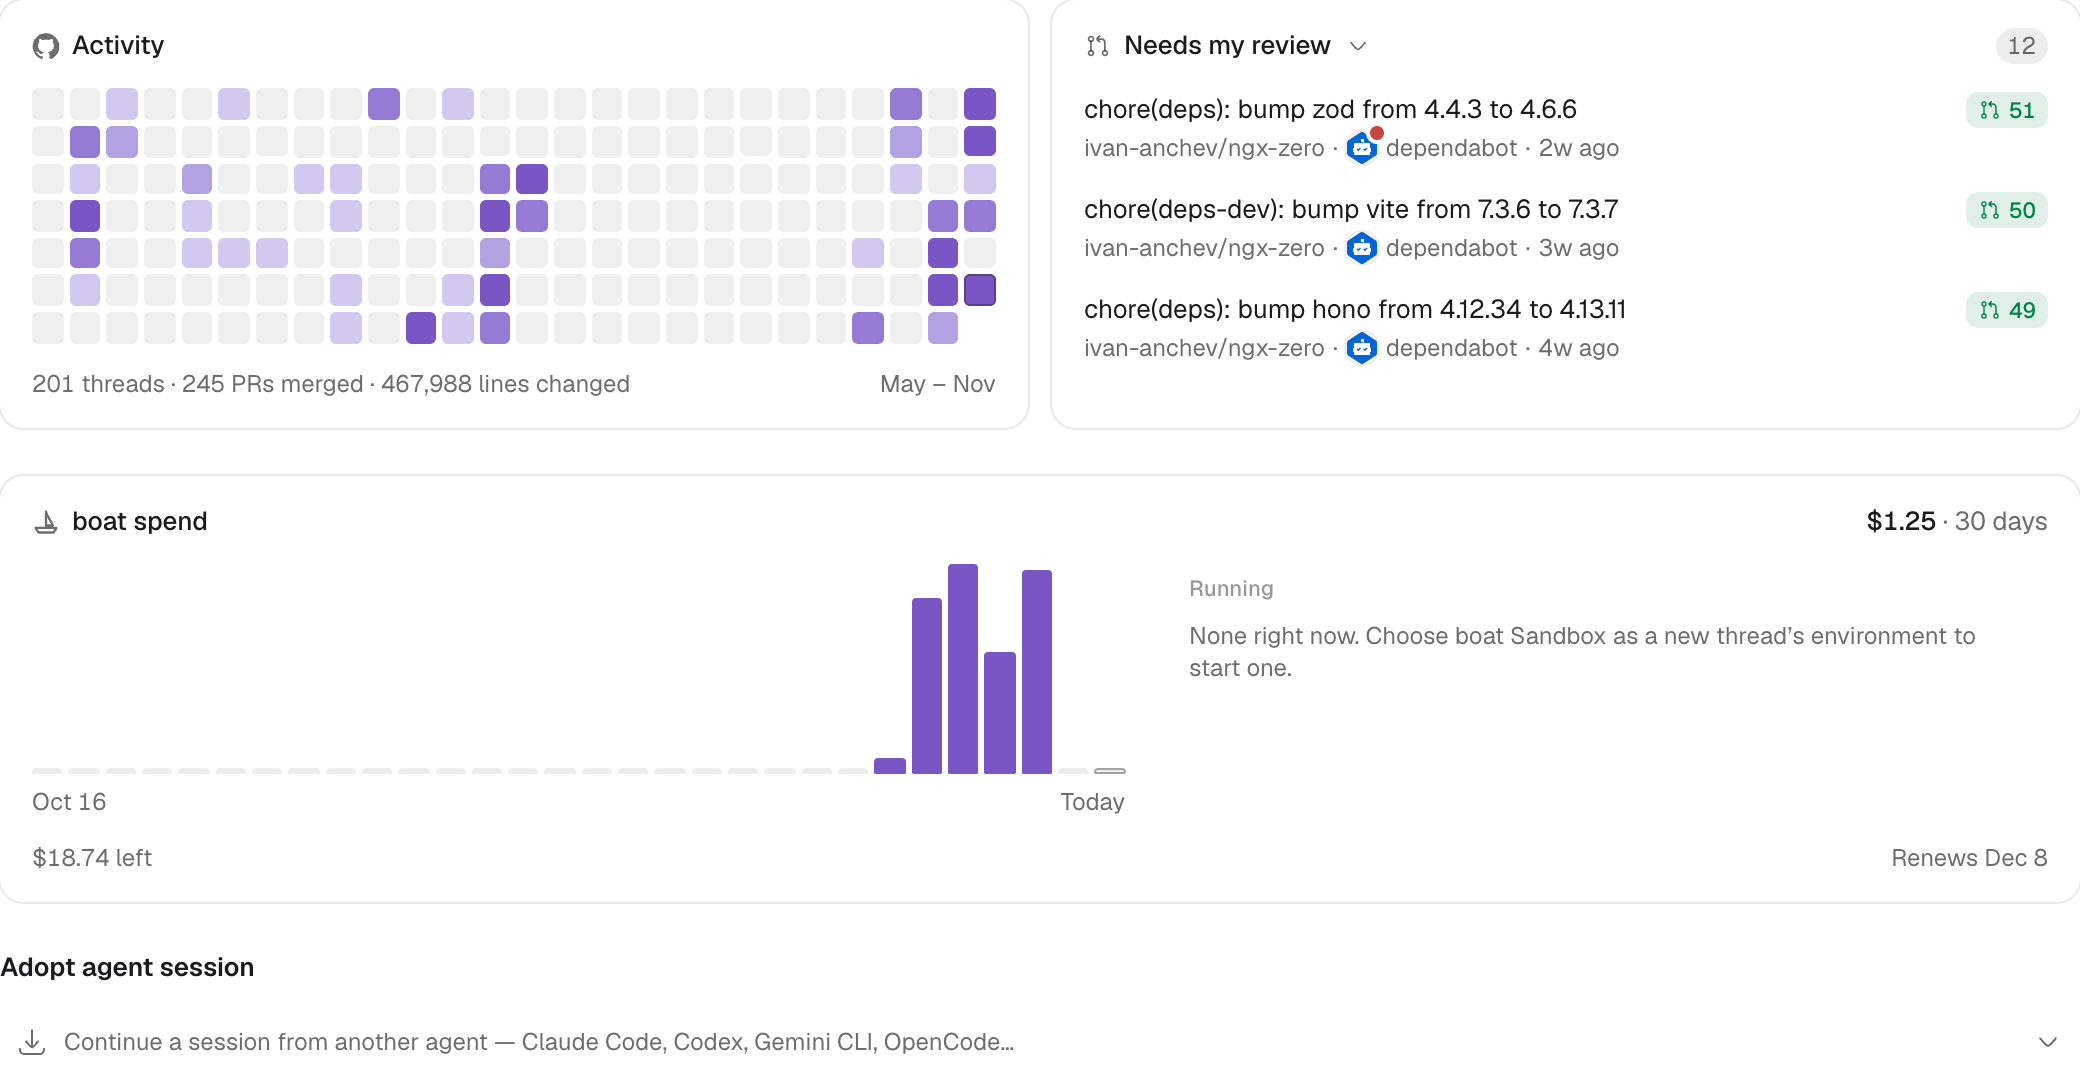 Activity
201 threads · 245 PRs merged · 467,988 lines changed
May – Nov
Needs my review
12
chore(deps): bump zod from 4.4.3 to 4.6.6
51
ivan-anchev/ngx-zero · dependabot · 2w ago
chore(deps-dev): bump vite from 7.3.6 to 7.3.7
50
ivan-anchev/ngx-zero · dependabot · 3w ago
chore(deps): bump hono from 4.12.34 to 4.13.11
49
ivan-anchev/ngx-zero · dependabot · 4w ago
boat spend
$1.25 · 30 days
Running
None right now. Choose boat Sandbox as a new thread’s environment to
start one.
Oct 16
Today
$18.74 left
Renews Dec 8
Adopt agent session
Continue a session from another agent — Claude Code, Codex, Gemini CLI, OpenCode…